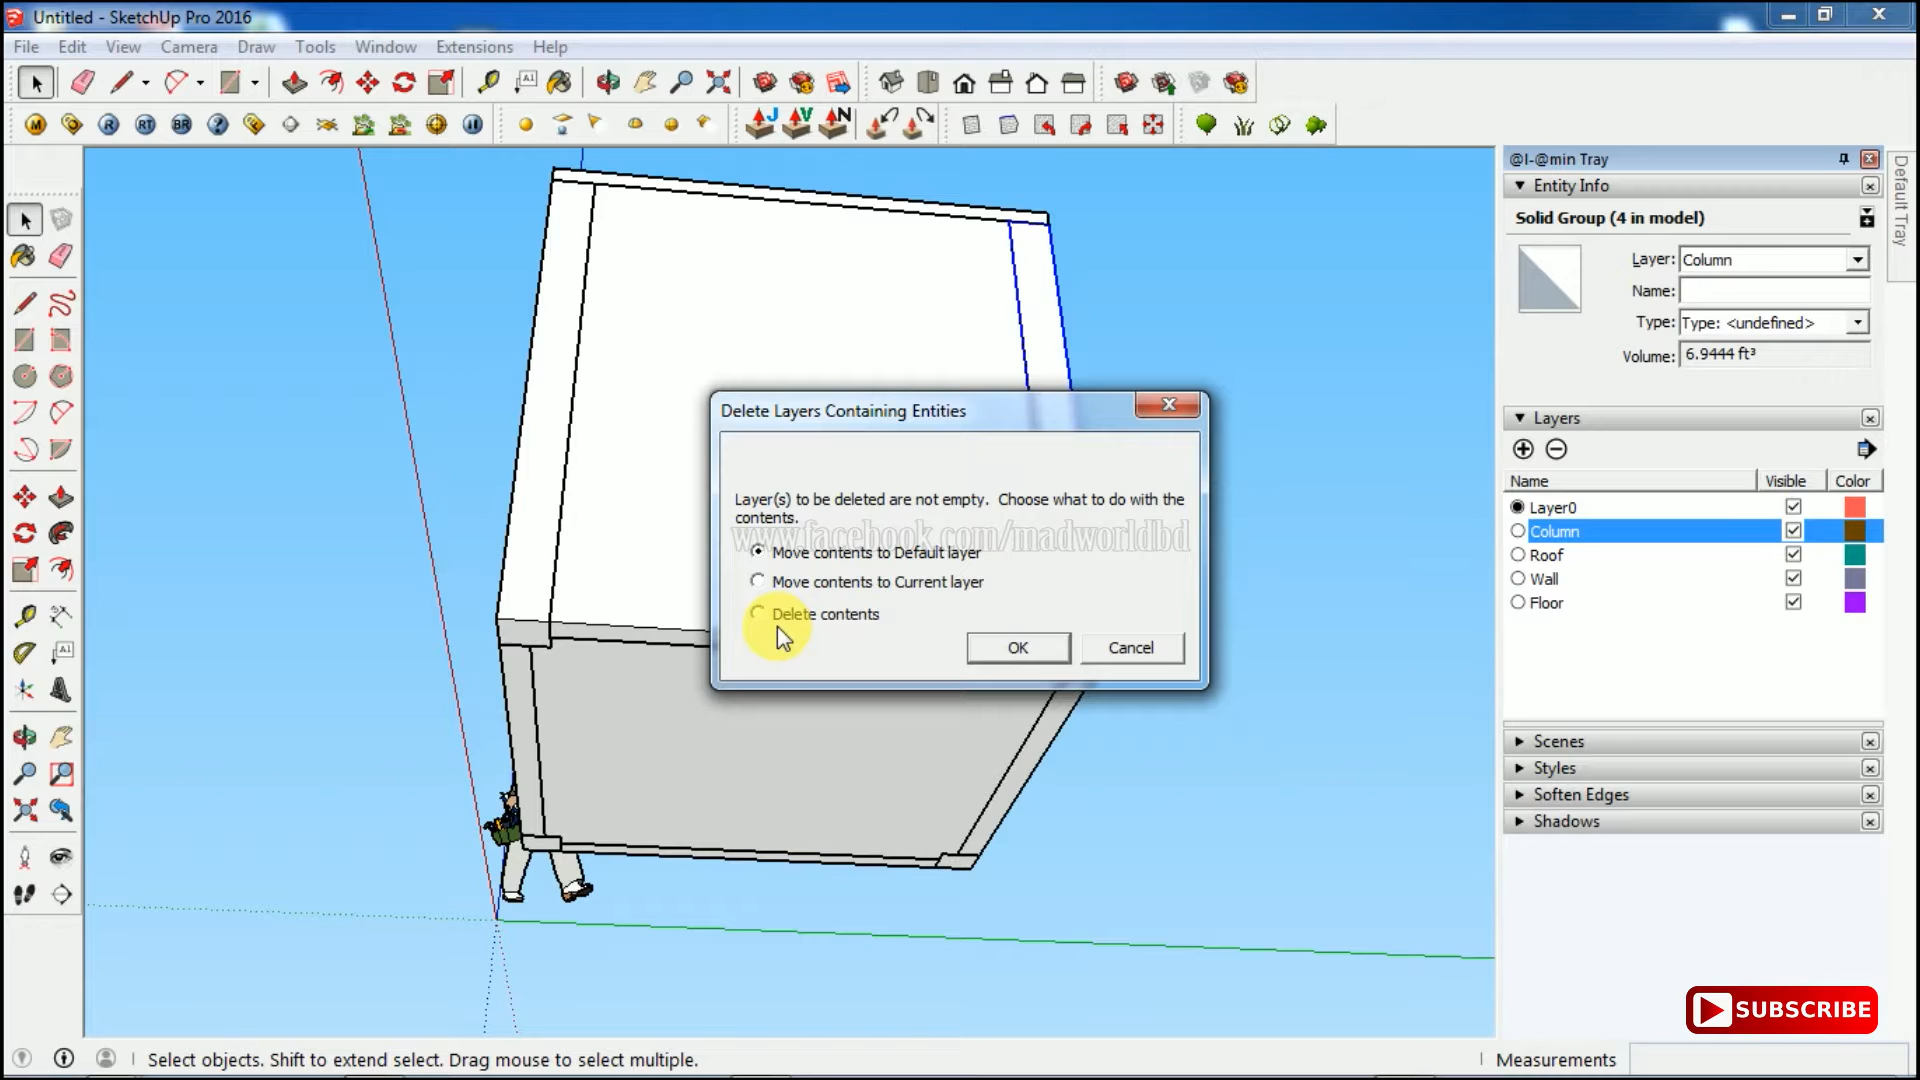 Untitled - SketchUp Pro 2016
File Edit View Camera Draw Tools Window Extensions Help
M R RT BR ? J V N
A1
@I-@min Tray
Default Tray
Entity Info
Solid Group (4 in model)
Layer: Column
Name:
Type: Type: <undefined>
Volume: 6.9444 ft³
Layers
Name Visible Color
Layer0
Column
Roof
Wall
Floor
Scenes
Styles
Soften Edges
Shadows
Delete Layers Containing Entities
Layer(s) to be deleted are not empty. Choose what to do with the
contents.
www.facebook.com/madworldbd
Move contents to Default layer
Move contents to Current layer
Delete contents
OK Cancel
A1
SUBSCRIBE
Select objects. Shift to extend select. Drag mouse to select multiple.
Measurements